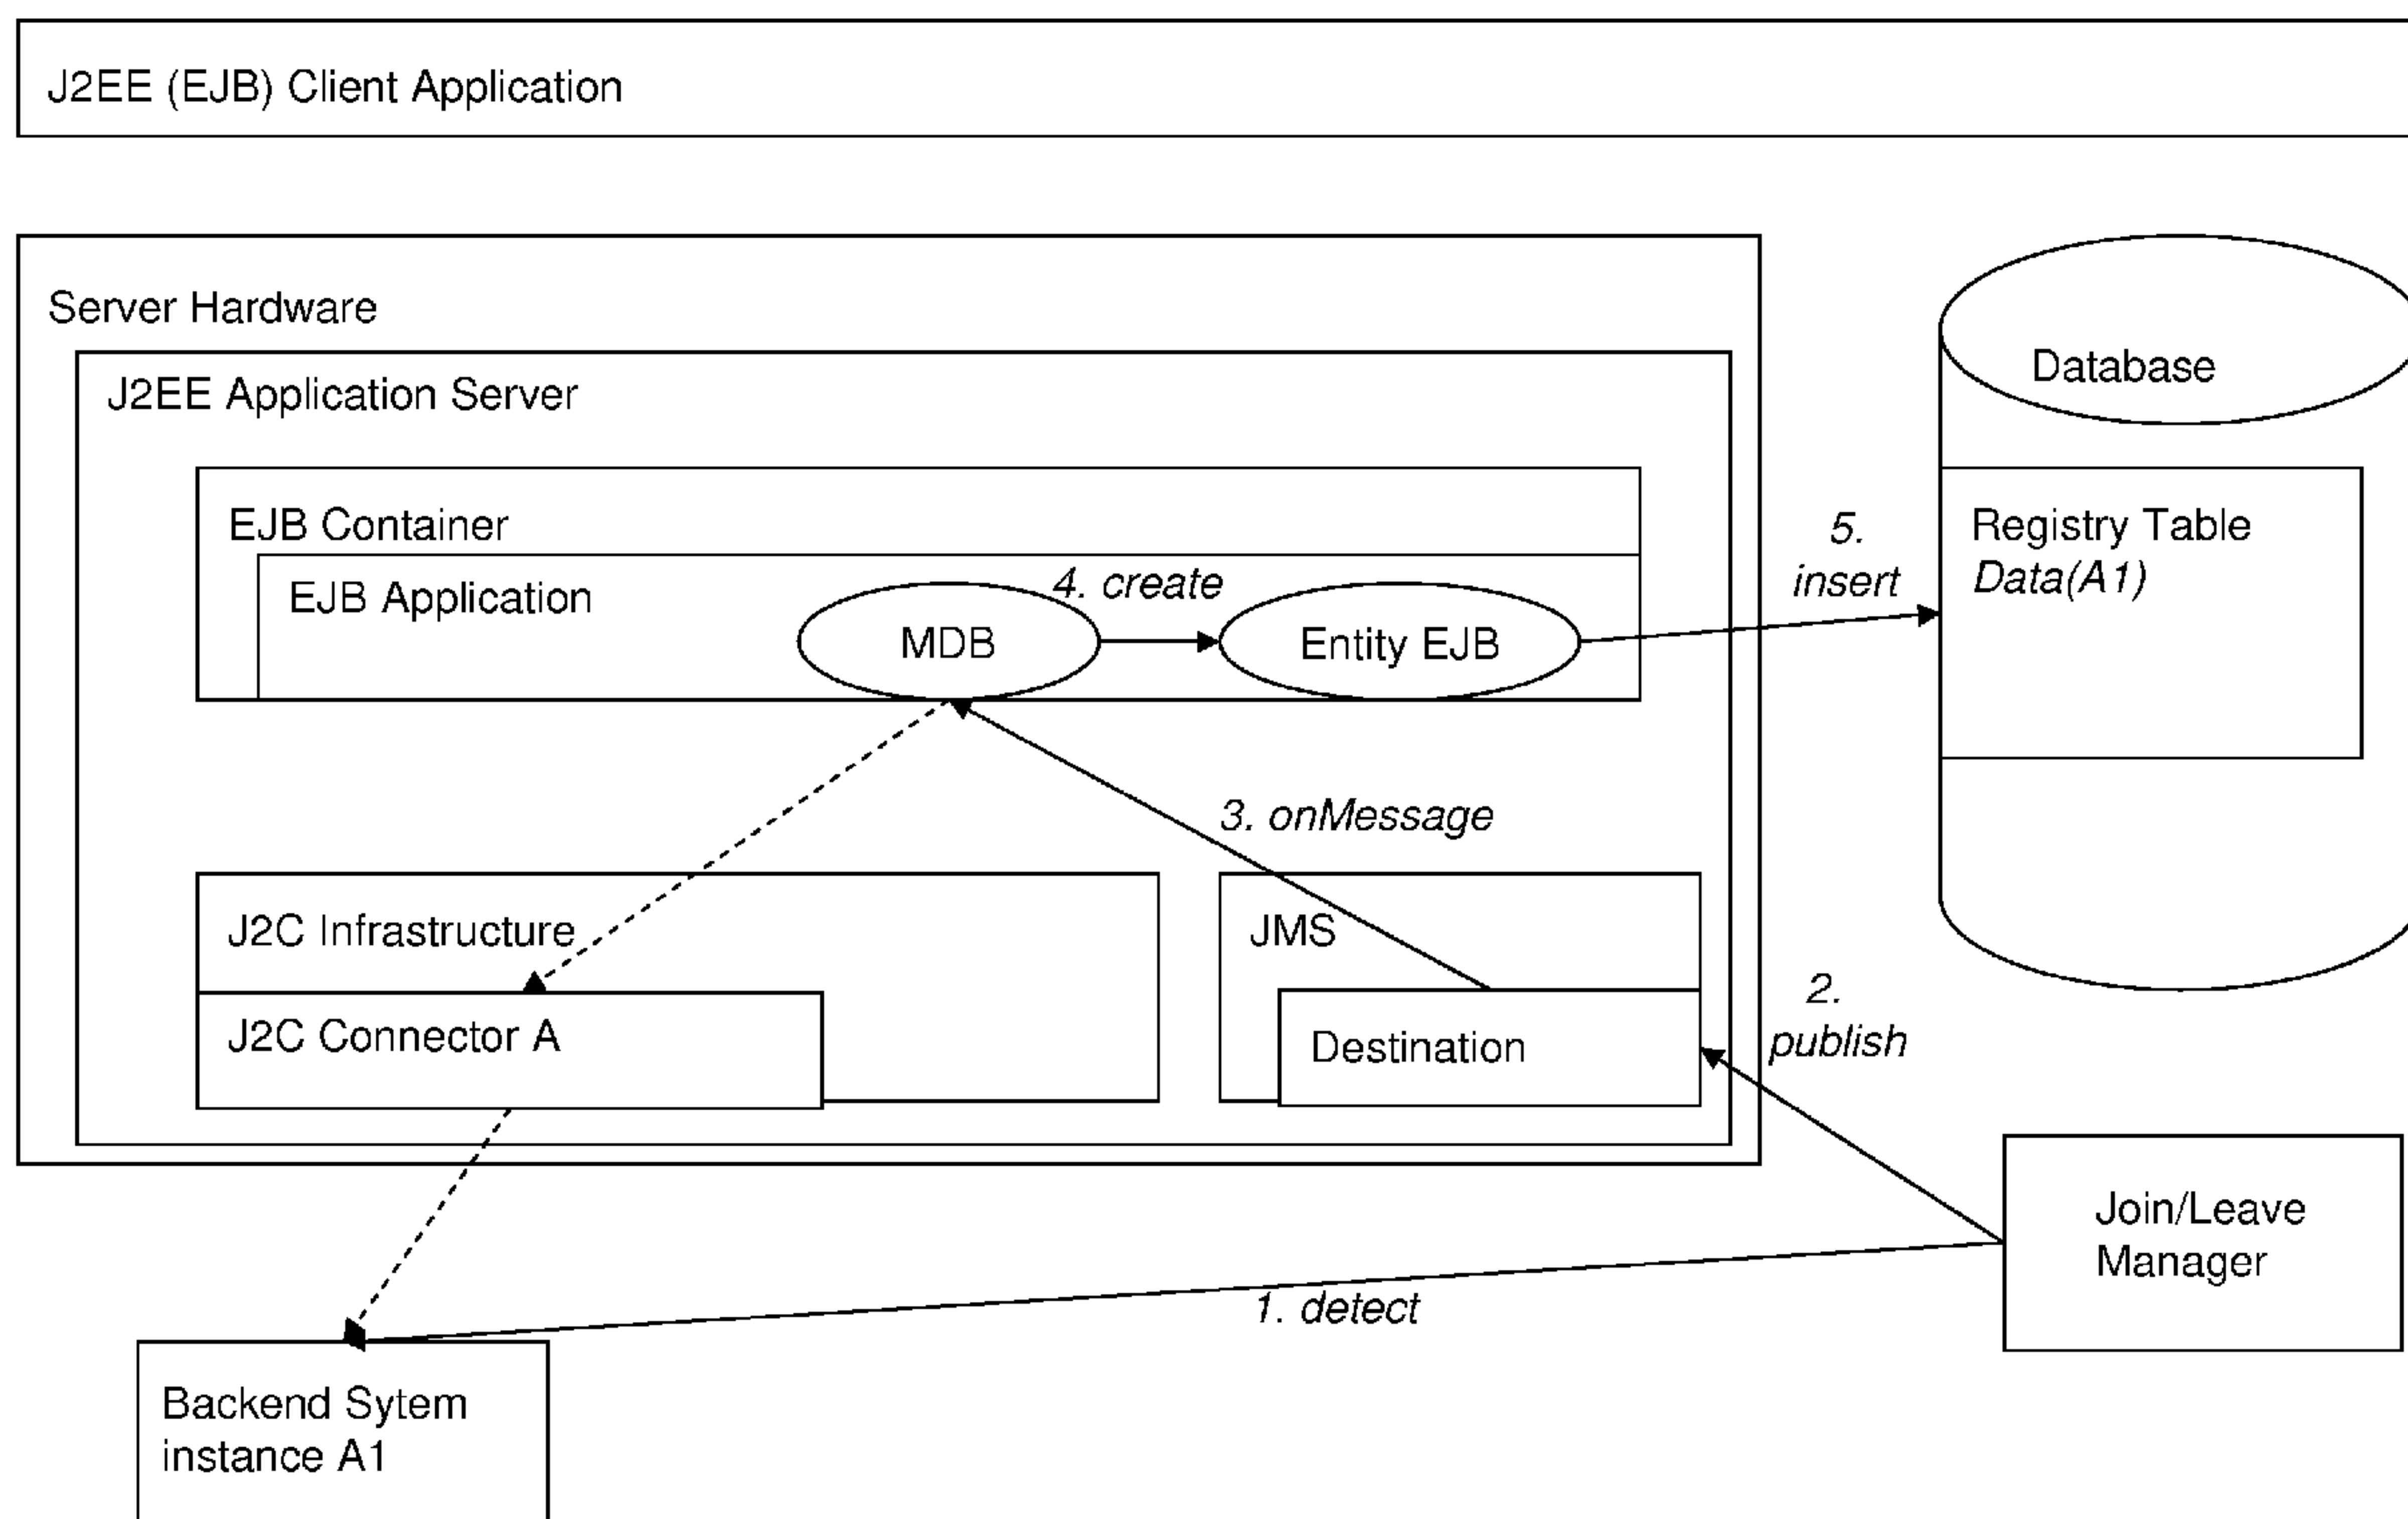 J2EE (EJB) Client Application
Server Hardware
J2EE Application Server
Database
EJB Container
EJB Application
4. create
MDB
Entity EJB
5.
insert
Registry Table
Data(A1)
3. onMessage
J2C Infrastructure
JMS
J2C Connector A
Destination
2.
publish
Join/Leave
Manager
1. detect
Backend Sytem
instance A1